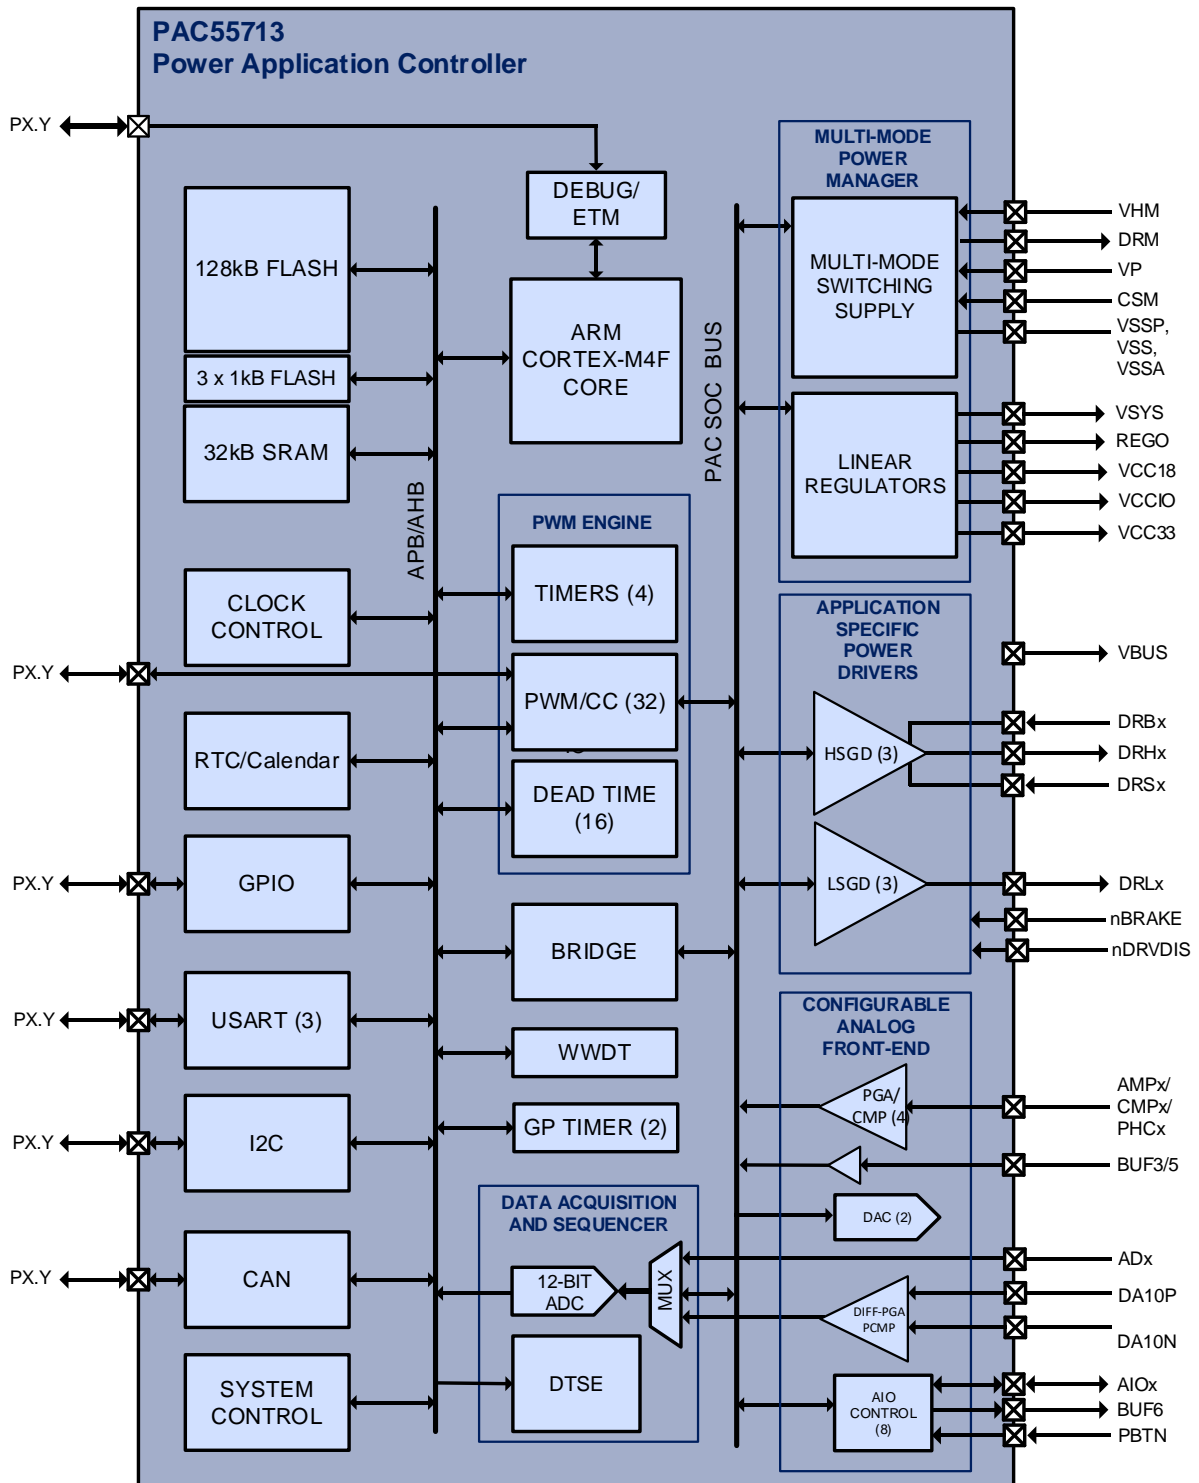 PAC55713
Power Application Controller
PX.Y
DEBUG/
ETM
128kB FLASH
3 x 1kB FLASH
32kB SRAM
ARM
CORTEX-M4F
CORE
APB/AHB
PAC SOC BUS
MULTI-MODE
POWER
MANAGER
MULTI-MODE
SWITCHING
SUPPLY
VHM
DRM
VP
CSM
VSSP,
VSS,
VSSA
LINEAR
REGULATORS
VSYS
REGO
VCC18
VCCIO
VCC33
CLOCK
CONTROL
PX.Y
RTC/Calendar
PWM ENGINE
TIMERS (4)
PWM/CC (32)
DEAD TIME
(16)
APPLICATION
SPECIFIC
POWER
DRIVERS
VBUS
HSGD (3)
DRBx
DRHx
DRSx
LSGD (3)
DRLx
nBRAKE
nDRVDIS
PX.Y
GPIO
BRIDGE
PX.Y
USART (3)
WWDT
PX.Y
I2C
GP TIMER (2)
CONFIGURABLE
ANALOG
FRONT-END
PGA/
CMP (4)
AMPx/
CMPx/
PHCx
BUF3/5
DAC (2)
DATA ACQUISITION
AND SEQUENCER
PX.Y
CAN
12-BIT
ADC
MUX
ADx
DIFF-PGA
PCMP
DA10P
DA10N
SYSTEM
CONTROL
DTSE
AIO
CONTROL
(8)
AIOx
BUF6
PBTN